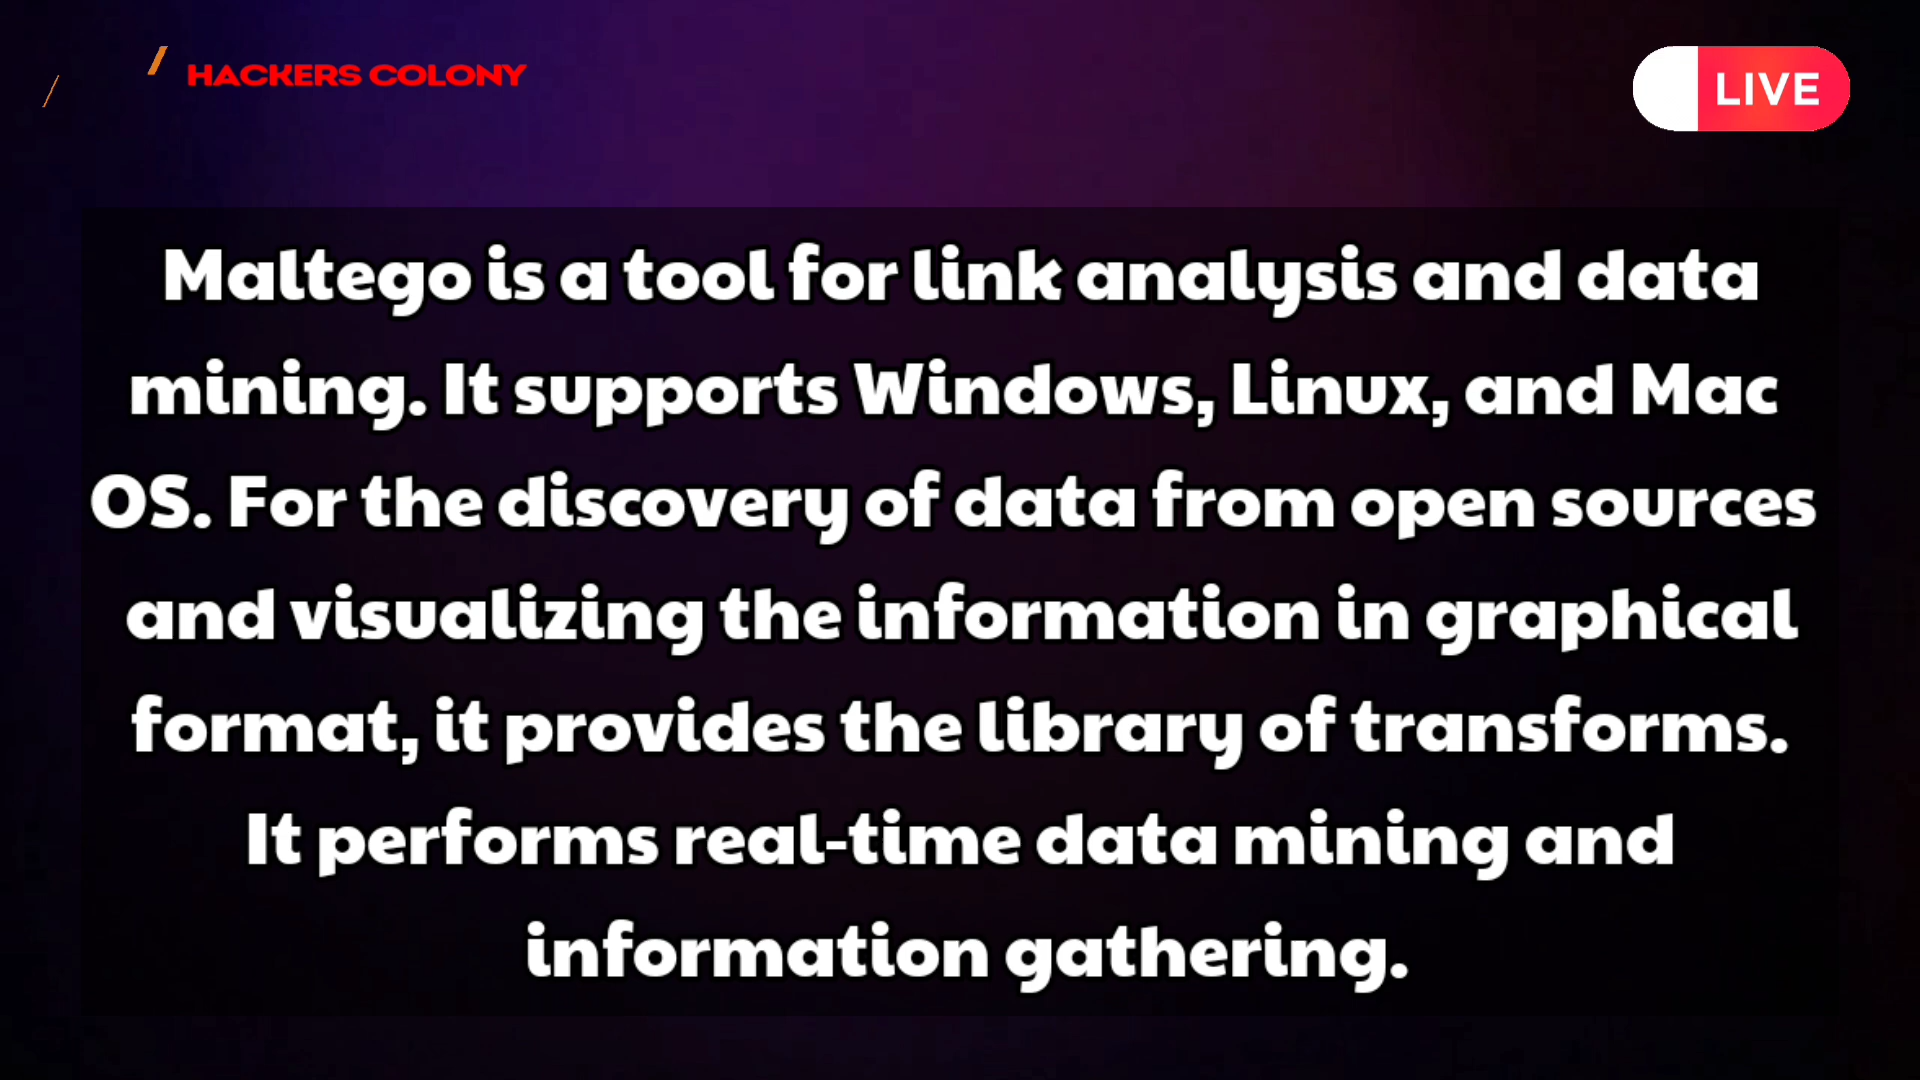 HACKERS COLONY
LIVE
Maltego is a tool for link analysis and data
mining. It supports Windows, Linux, and Mac
OS. For the discovery of data from open sources
and visualizing the information in graphical
format, it provides the library of transforms.
It performs real-time data mining and
information gathering.